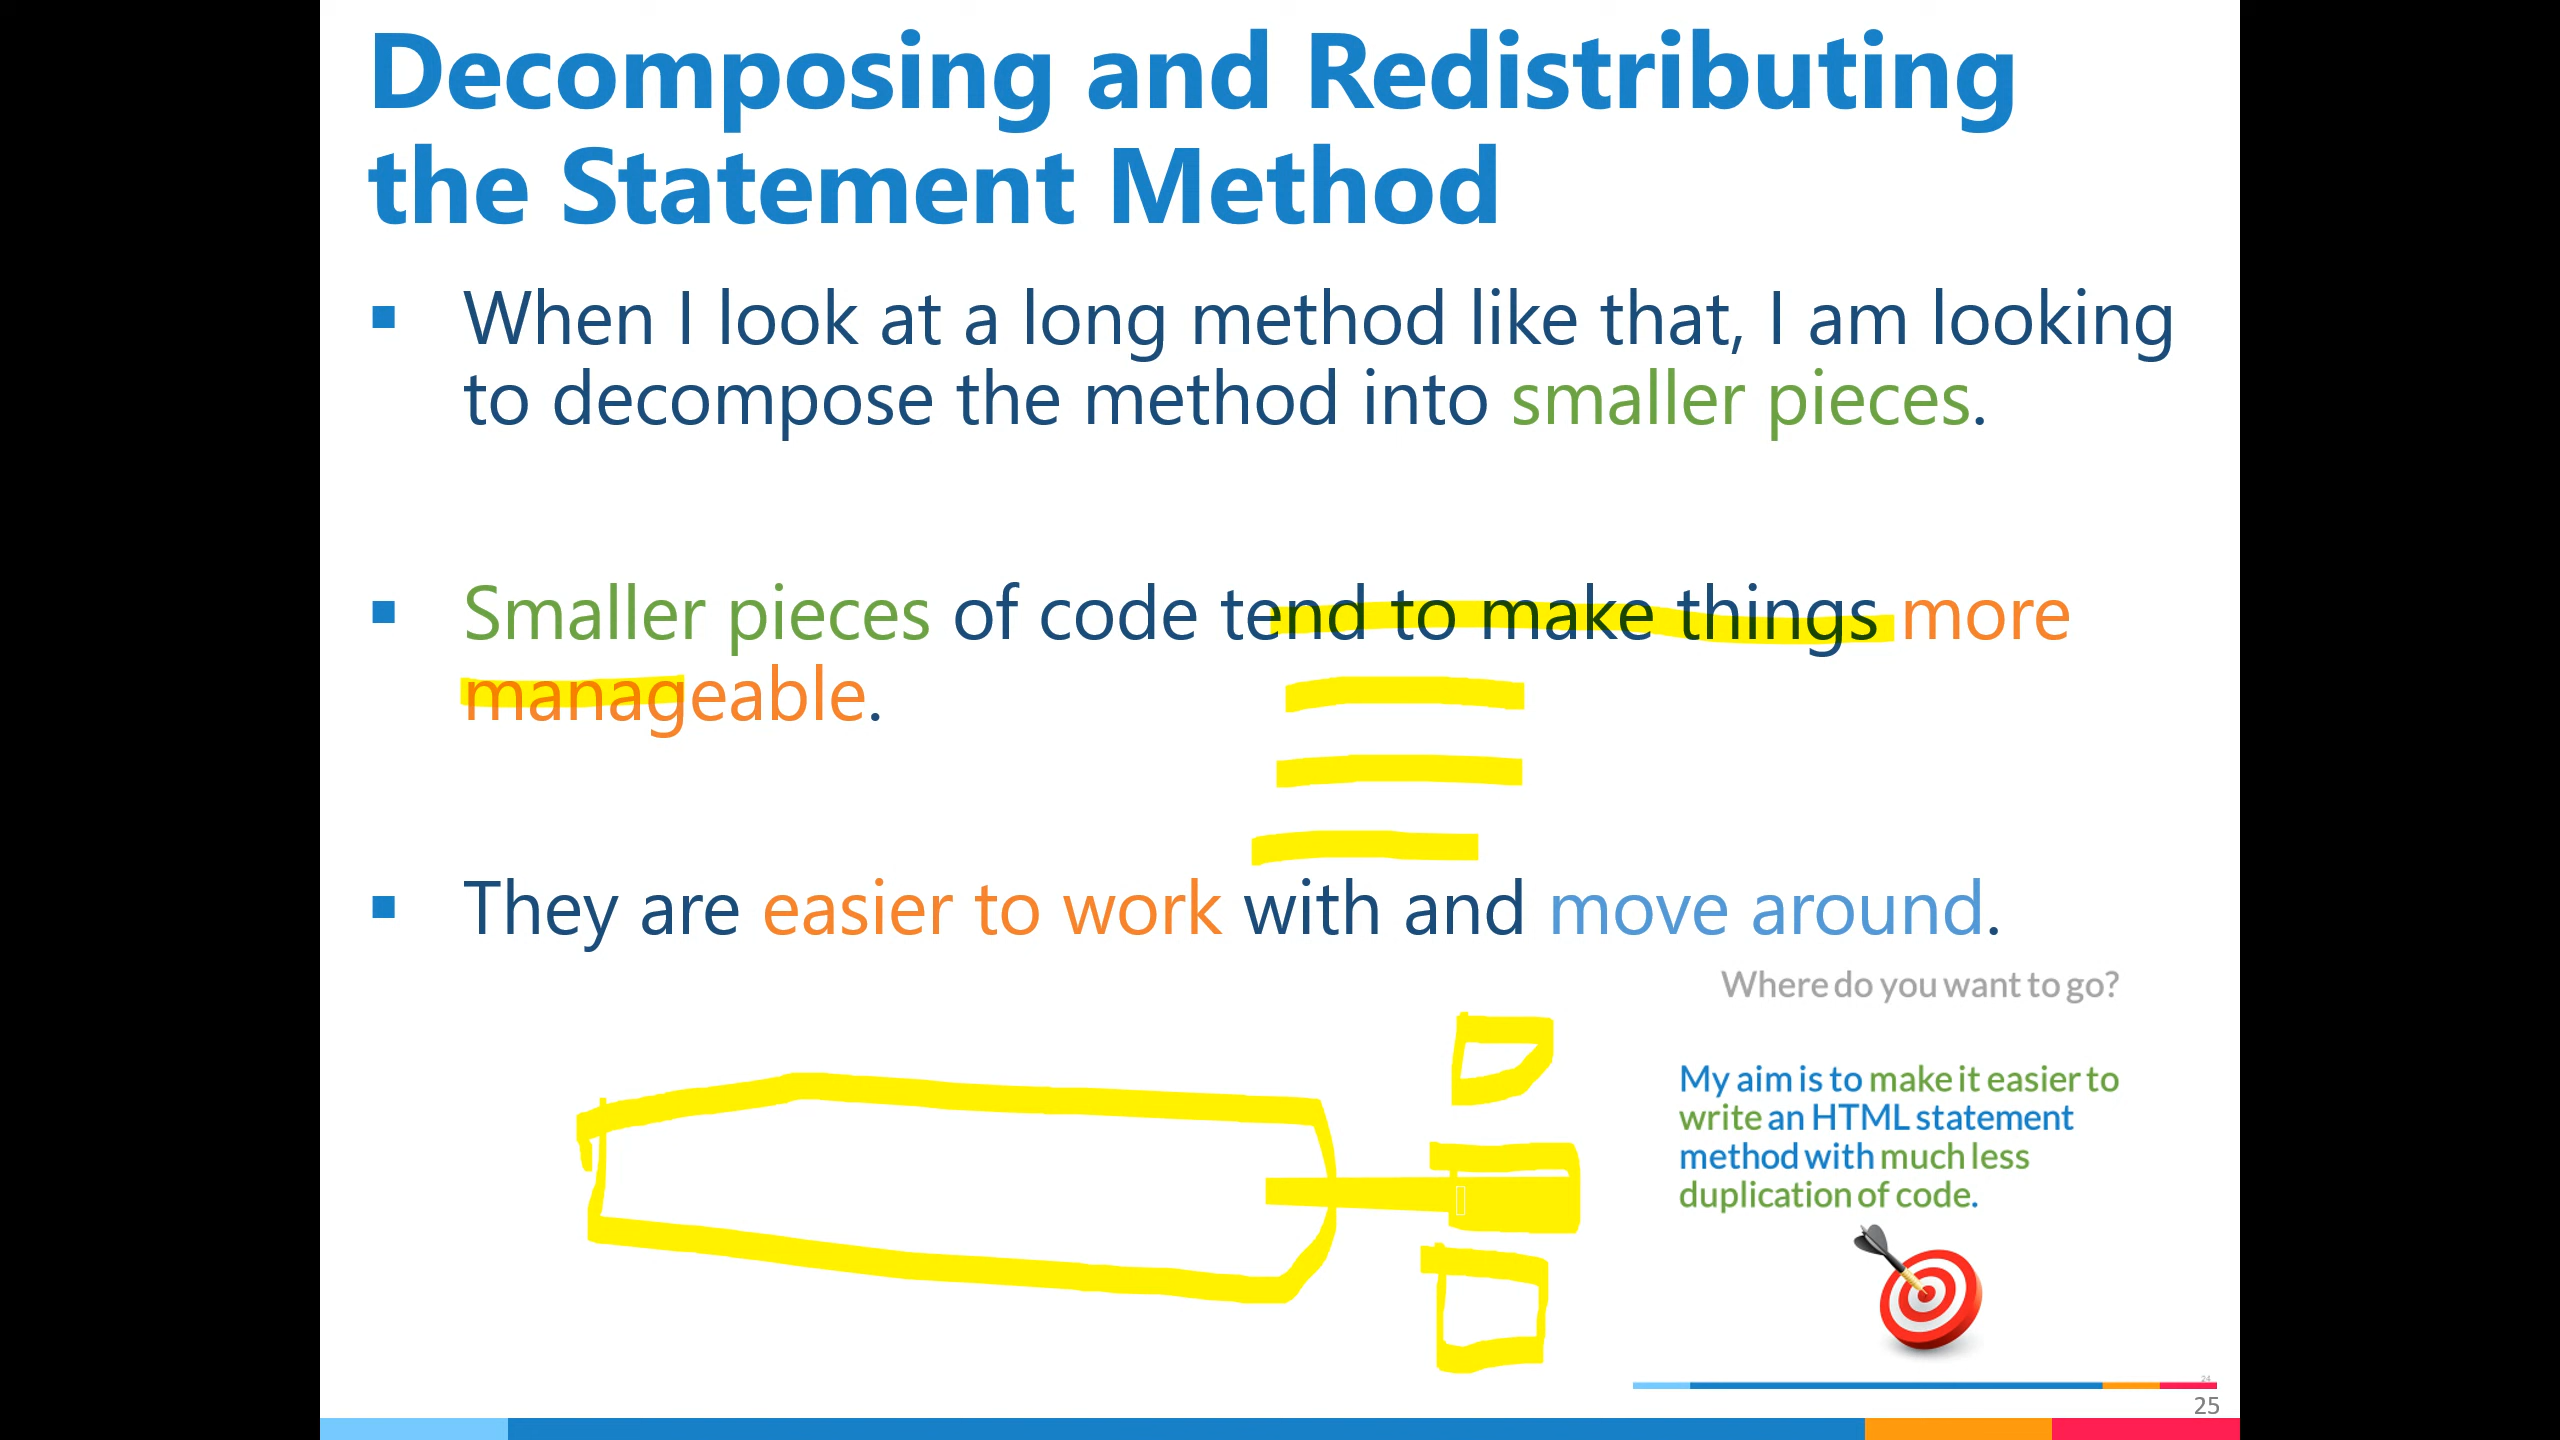 Decomposing and Redistributing
the Statement Method
When I look at a long method like that, I am looking
to decompose the method into smaller pieces.
Smaller pieces of code tend to make things more
manageable.
They are easier to work with and move around.
Where do you want to go?
My aim is to make it easier to
write an HTML statement
method with much less
duplication of code.
24
25